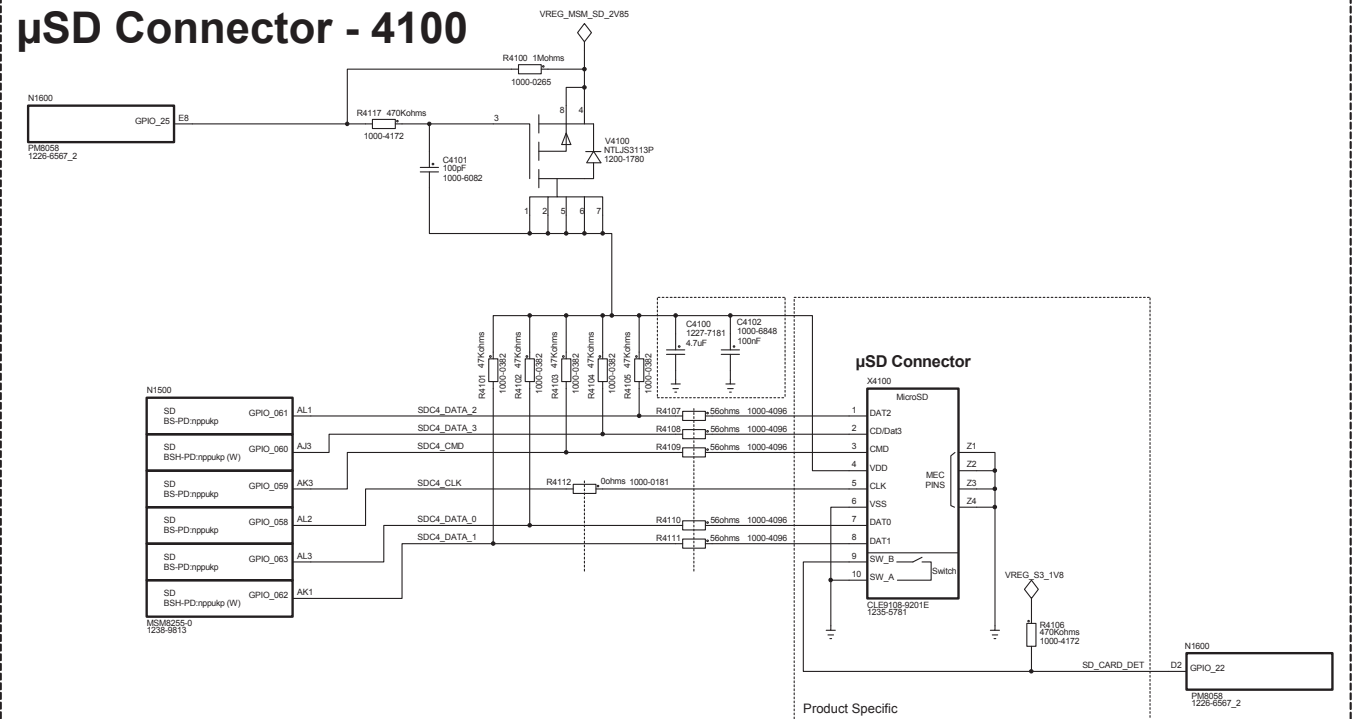 µSD Connector - 4100
VREG_MSM_SD_2V85
R4100 1Mohms
1000-0265
N1600
GPIO_25
E8
PM8058
1226-6567_2
R4117 470Kohms
1000-4172
C4101
100pF
1000-6082
3
8
4
V4100
NTLJS3113P
1200-1780
1
2
5
6
7
R4101 47Kohms
1000-0382
R4102 47Kohms
1000-0382
R4103 47Kohms
1000-0382
R4104 47Kohms
1000-0382
R4105 47Kohms
1000-0382
C4100
1227-7181
4.7uF
C4102
1000-6848
100nF
N1500
SD
BS-PD:nppukp
GPIO_061
AL1
SD
BSH-PD:nppukp (W)
GPIO_060
AJ3
SD
BS-PD:nppukp
GPIO_059
AK3
SD
BS-PD:nppukp
GPIO_058
AL2
SD
BS-PD:nppukp
GPIO_063
AL3
SD
BSH-PD:nppukp (W)
GPIO_062
AK1
MSM8255-0
1238-9813
SDC4_DATA_2
SDC4_DATA_3
SDC4_CMD
SDC4_CLK
SDC4_DATA_0
SDC4_DATA_1
R4107 56ohms 1000-4096
R4108 56ohms 1000-4096
R4109 56ohms 1000-4096
R4112 0ohms 1000-0181
R4110 56ohms 1000-4096
R4111 56ohms 1000-4096
µSD Connector
X4100
MicroSD
1 DAT2
2 CD/Dat3
3 CMD
4 VDD
5 CLK
6 VSS
7 DAT0
8 DAT1
9 SW_B
10 SW_A
Switch
MEC
PINS
Z1
Z2
Z3
Z4
CLE9108-9201E
1235-5781
VREG_S3_1V8
R4106
470Kohms
1000-4172
SD_CARD_DET
N1600
D2
GPIO_22
PM8058
1226-6567_2
Product Specific